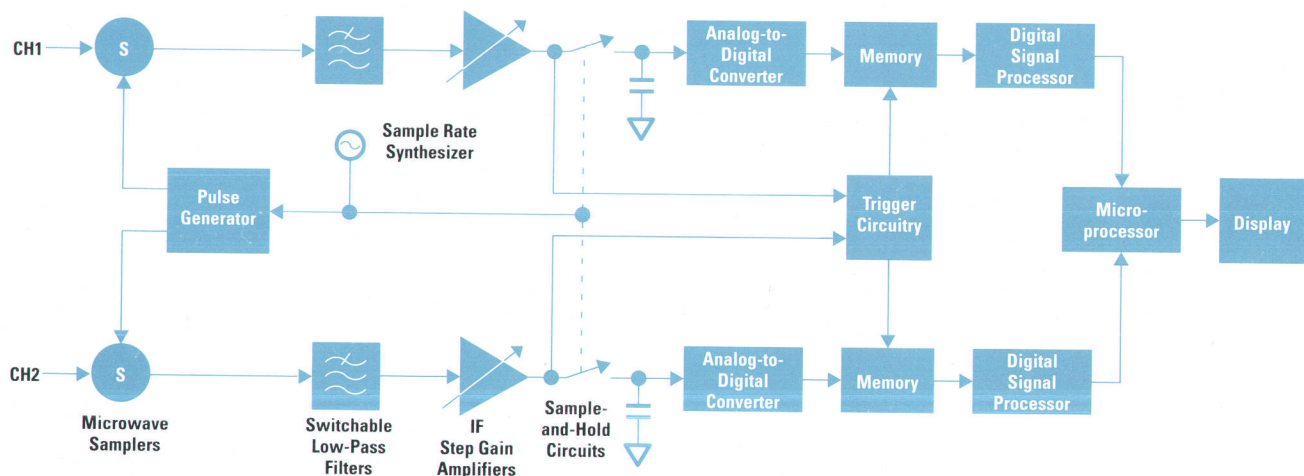 CH1
S
Analog-to-
Digital
Converter
Memory
Digital
Signal
Processor
Sample Rate
Synthesizer
Pulse
Generator
Trigger
Circuitry
Micro-
processor
Display
CH2
S
Analog-to-
Digital
Converter
Memory
Digital
Signal
Processor
Microwave
Samplers
Switchable
Low-Pass
Filters
IF
Step Gain
Amplifiers
Sample-
and-Hold
Circuits